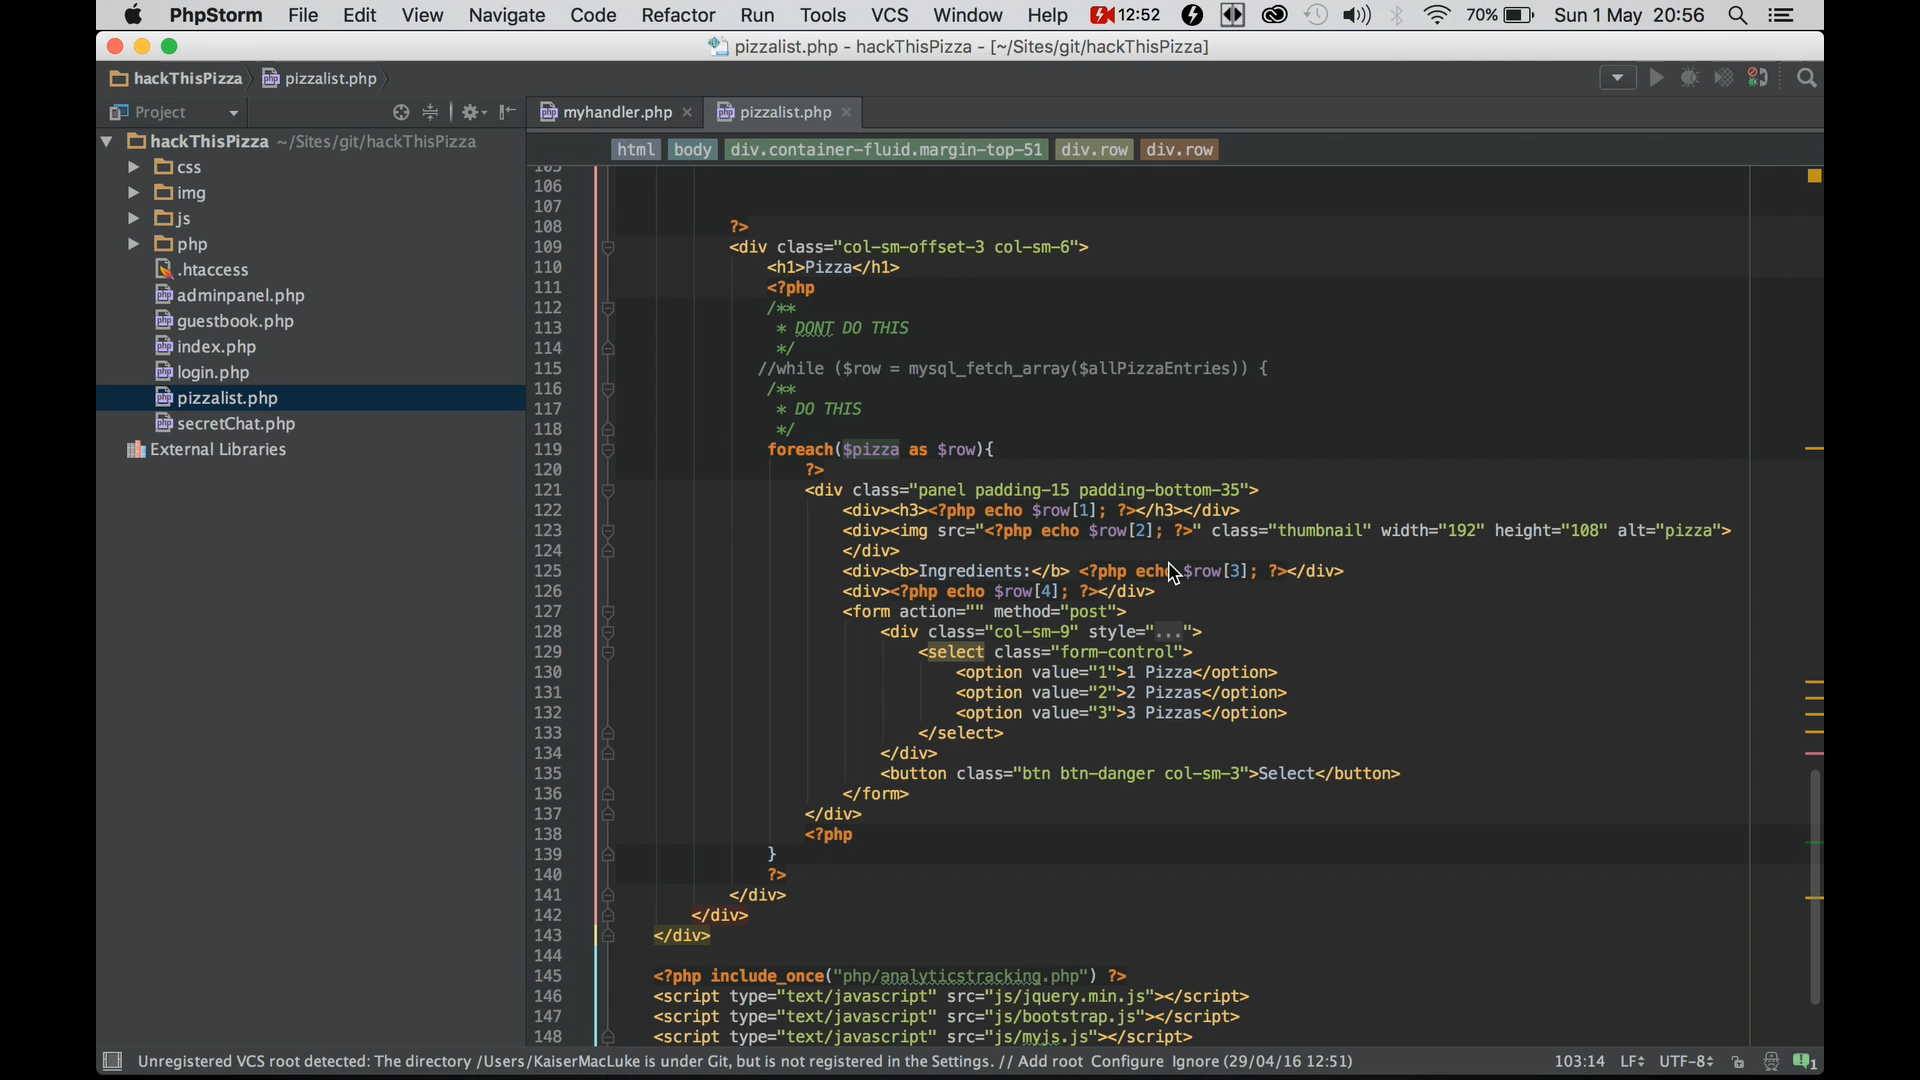 PhpStorm File Edit View Navigate Code Refactor Run Tools VCS Window Help 12:52 70% Sun 1 May 20:56
pizzalist.php - hackThisPizza - [~/Sites/git/hackThisPizza]
hackThisPizza pizzalist.php
Project
myhandler.php pizzalist.php
hackThisPizza ~/Sites/git/hackThisPizza
css
img
js
php
.htaccess
adminpanel.php
guestbook.php
index.php
login.php
pizzalist.php
secretChat.php
External Libraries
html body div.container-fluid.margin-top-51 div.row div.row
105
106
107
108 ?>
109 <div class="col-sm-offset-3 col-sm-6">
110 <h1>Pizza</h1>
111 <?php
112 /**
113 * DONT DO THIS
114 */
115 //while ($row = mysql_fetch_array($allPizzaEntries)) {
116 /**
117 * DO THIS
118 */
119 foreach($pizza as $row){
120 ?>
121 <div class="panel padding-15 padding-bottom-35">
122 <div><h3><?php echo $row[1]; ?></h3></div>
123 <div><img src="<?php echo $row[2]; ?>" class="thumbnail" width="192" height="108" alt="pizza">
124 </div>
125 <div><b>Ingredients:</b> <?php echo $row[3]; ?></div>
126 <div><?php echo $row[4]; ?></div>
127 <form action="" method="post">
128 <div class="col-sm-9" style="...">
129 <select class="form-control">
130 <option value="1">1 Pizza</option>
131 <option value="2">2 Pizzas</option>
132 <option value="3">3 Pizzas</option>
133 </select>
134 </div>
135 <button class="btn btn-danger col-sm-3">Select</button>
136 </form>
137 </div>
138 <?php
139 }
140 ?>
141 </div>
142 </div>
143 </div>
144
145 <?php include_once("php/analyticstracking.php") ?>
146 <script type="text/javascript" src="js/jquery.min.js"></script>
147 <script type="text/javascript" src="js/bootstrap.js"></script>
148 <script type="text/javascript" src="js/myjs.js"></script>
Unregistered VCS root detected: The directory /Users/KaiserMacLuke is under Git, but is not registered in the Settings. // Add root Configure Ignore (29/04/16 12:51) 103:14 LF UTF-8 1